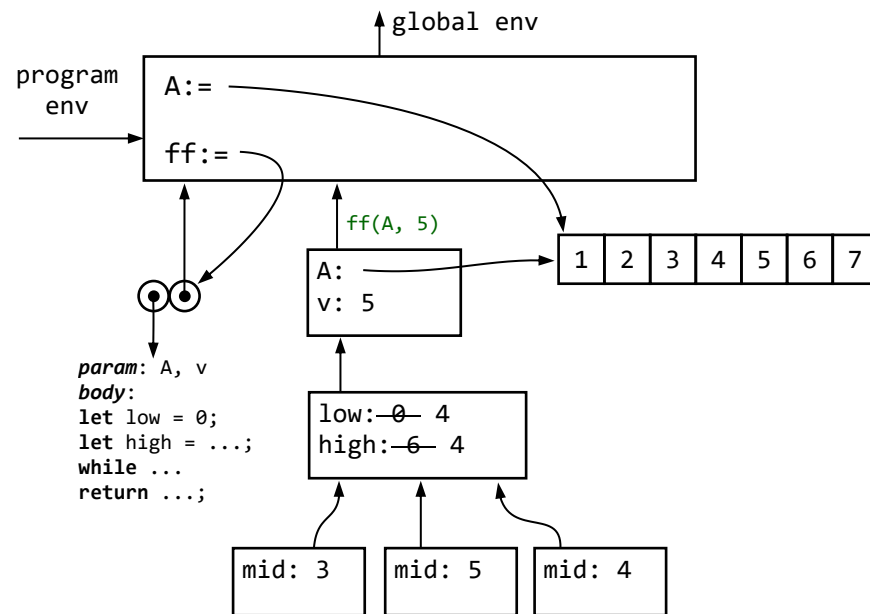 global env
program
env
A:=
ff:=
ff(A, 5)
A:
v: 5
1 2 3 4 5 6 7
param: A, v
body:
let low = 0;
let high = ...;
while ...
return ...;
low: 0 4
high: 6 4
mid: 3
mid: 5
mid: 4